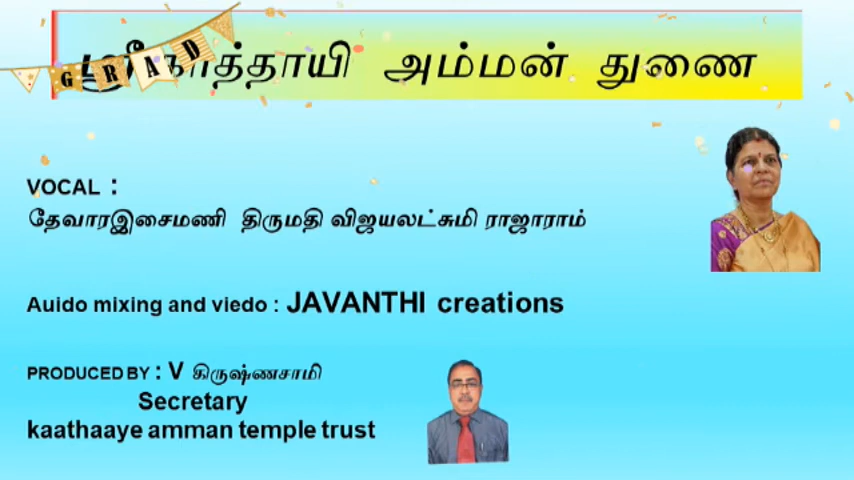 GRAD
ஸ்ரீ காத்தாயி அம்மன் துணை
VOCAL :
தேவாரஇசைமணி திருமதி விஜயலட்சுமி ராஜாராம்
Auido mixing and viedo : JAVANTHI creations
PRODUCED BY : V கிருஷ்ணசாமி
Secretary
kaathaaye amman temple trust